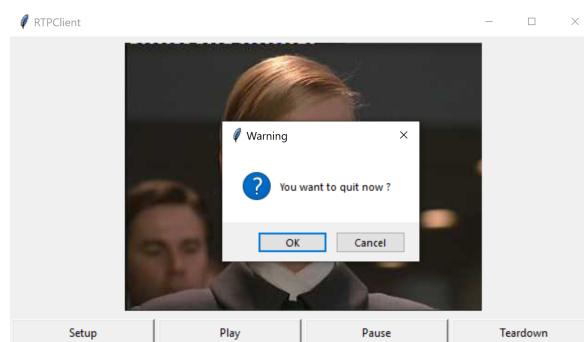 RTPClient
Warning
You want to quit now ?
OK Cancel
Setup Play Pause Teardown